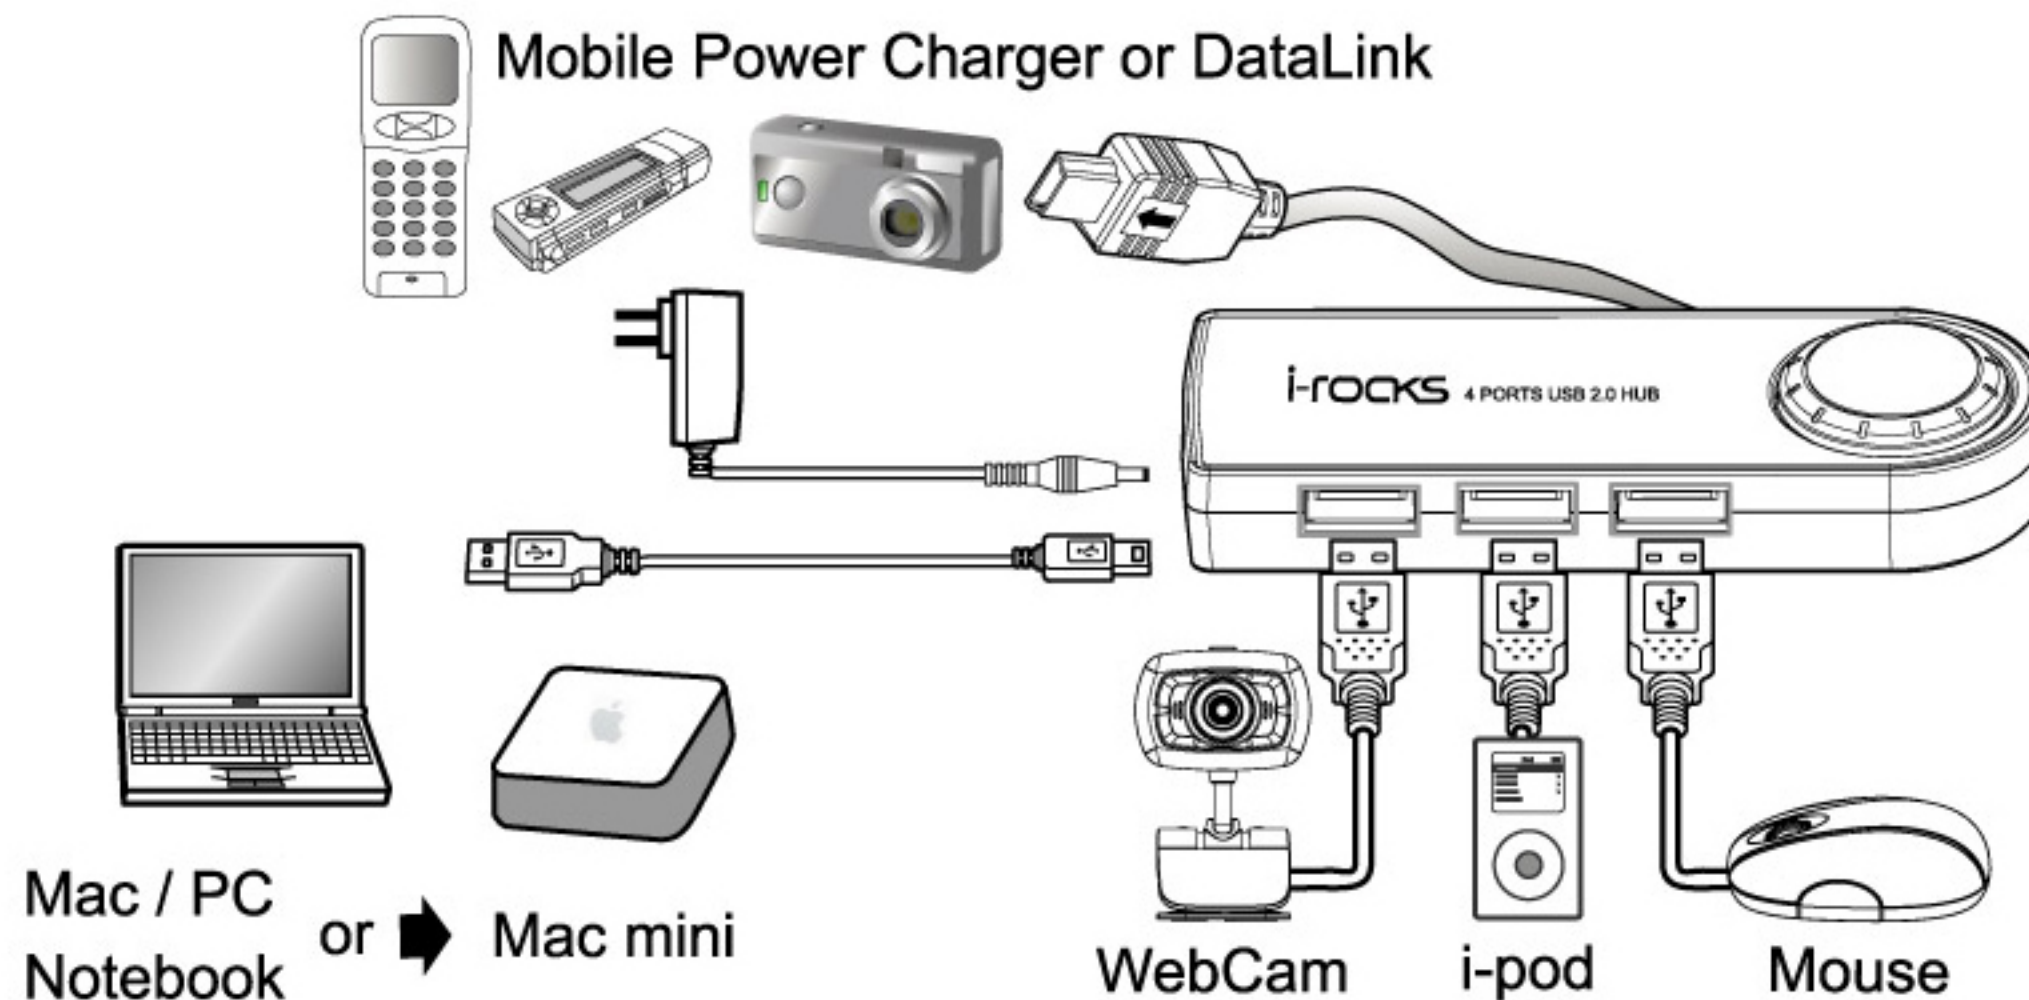 Mobile Power Charger or DataLink
i-rocks 4 PORTS USB 2.0 HUB
Mac / PC
Notebook
or
Mac mini
WebCam
i-pod
Mouse